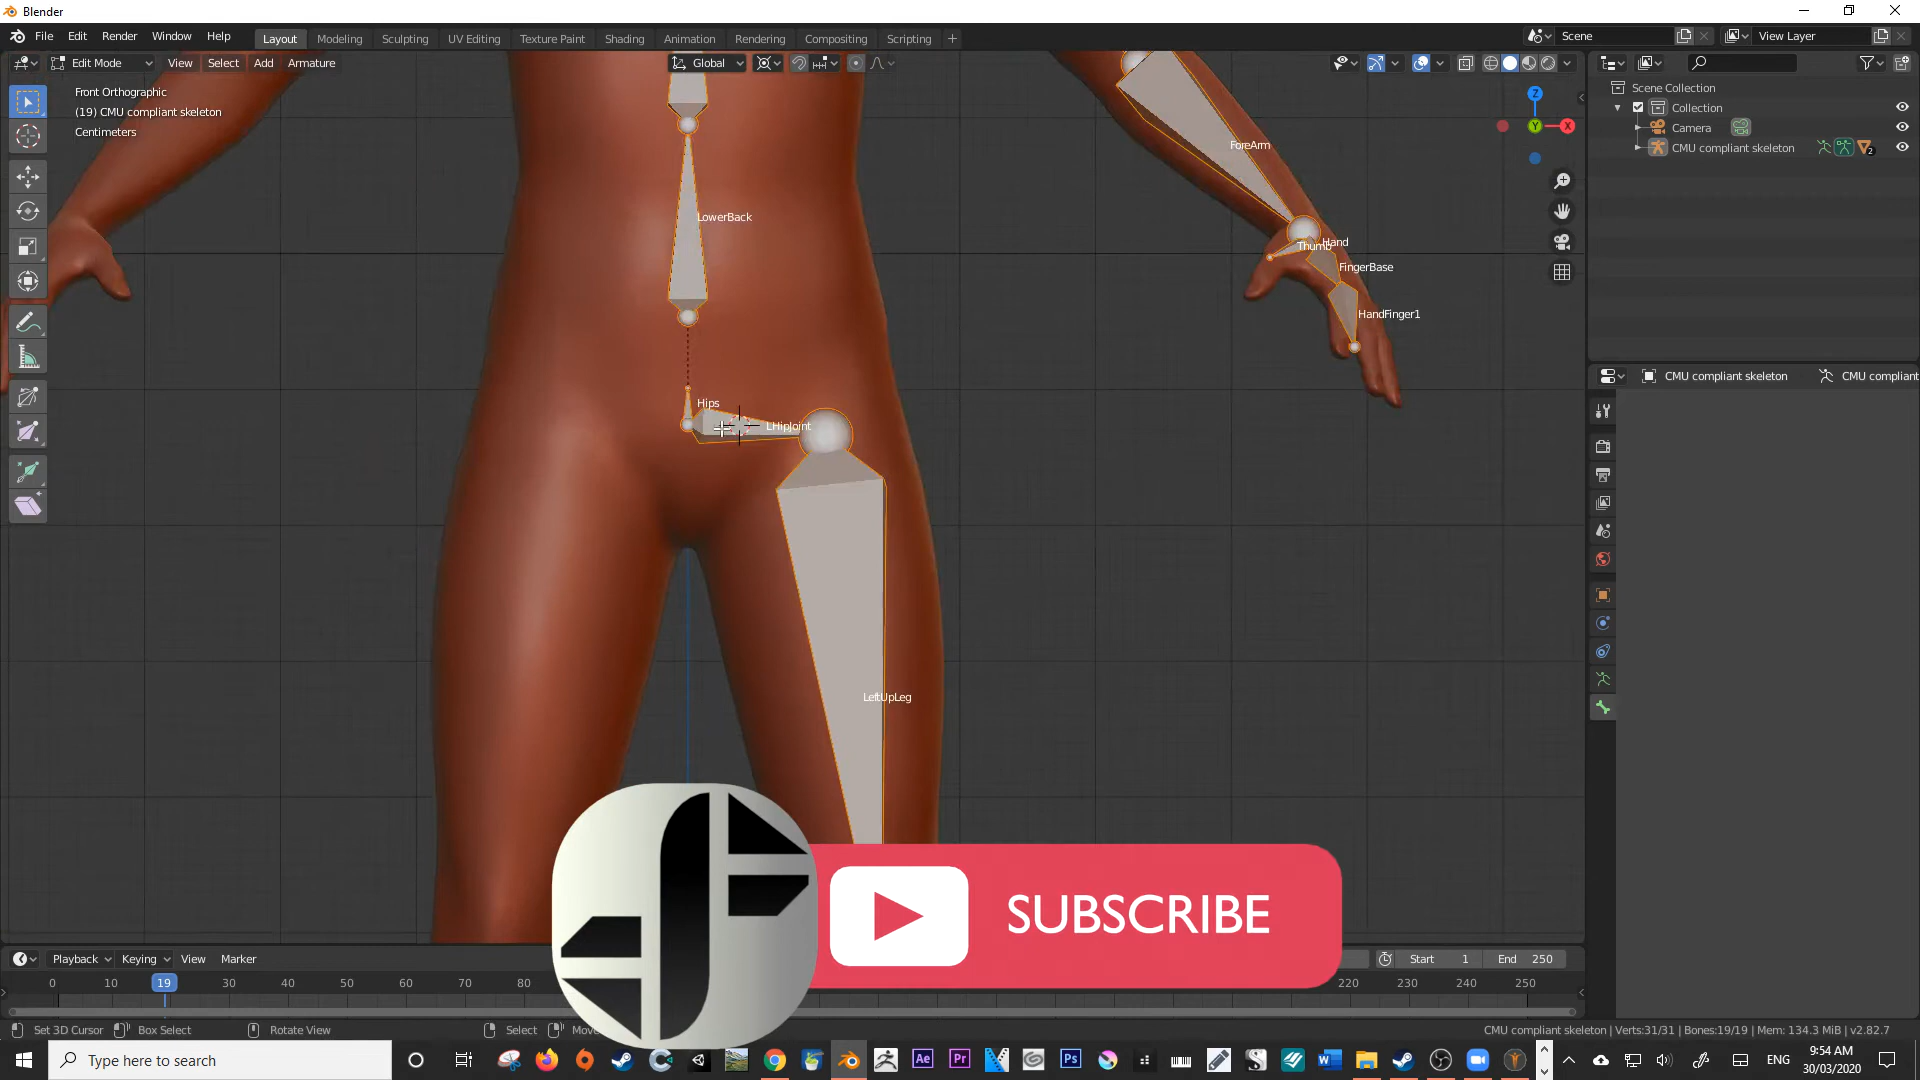 Blender
File Edit Render Window Help
Layout Modeling Sculpting UV Editing Texture Paint Shading Animation Rendering Compositing Scripting +
Scene
View Layer
Edit Mode View Select Add Armature
Global
Front Orthographic
(19) CMU compliant skeleton
Centimeters
Z
Y
X
Scene Collection
Collection
Camera
CMU compliant skeleton
2
ForeArm
LowerBack
Thumb
Hand
FingerBase
HandFinger1
CMU compliant skeleton
CMU compliant
Hips
LHipJoint
LeftUpLeg
SUBSCRIBE
Playback Keying View Marker
Start 1 End 250
0 10 19 30 40 50 60 70 80 220 230 240 250
Set 3D Cursor Box Select Rotate View Select Move
CMU compliant skeleton | Verts:31/31 | Bones:19/19 | Mem: 134.3 MiB | v2.82.7
Type here to search
Ae Pr Ps
ENG
9:54 AM
30/03/2020